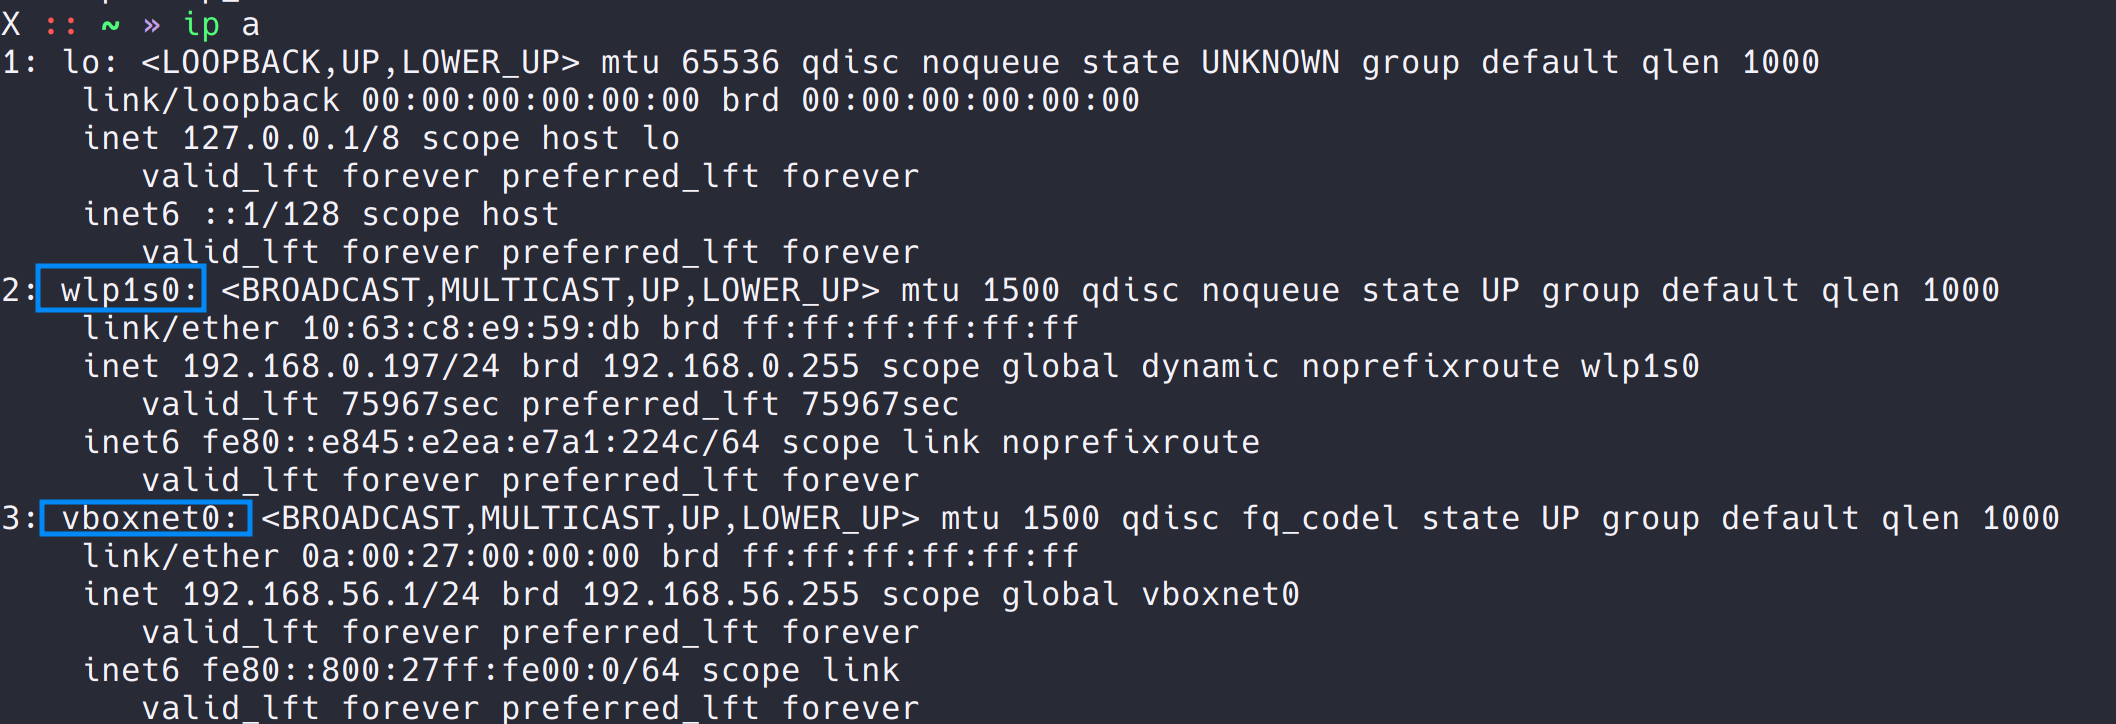 X :: ~ » ip a
1: lo: <LOOPBACK,UP,LOWER_UP> mtu 65536 qdisc noqueue state UNKNOWN group default qlen 1000
link/loopback 00:00:00:00:00:00 brd 00:00:00:00:00:00
inet 127.0.0.1/8 scope host lo
valid_lft forever preferred_lft forever
inet6 ::1/128 scope host
valid_lft forever preferred_lft forever
2: wlp1s0: <BROADCAST,MULTICAST,UP,LOWER_UP> mtu 1500 qdisc noqueue state UP group default qlen 1000
link/ether 10:63:c8:e9:59:db brd ff:ff:ff:ff:ff:ff
inet 192.168.0.197/24 brd 192.168.0.255 scope global dynamic noprefixroute wlp1s0
valid_lft 75967sec preferred_lft 75967sec
inet6 fe80::e845:e2ea:e7a1:224c/64 scope link noprefixroute
valid_lft forever preferred_lft forever
3: vboxnet0: <BROADCAST,MULTICAST,UP,LOWER_UP> mtu 1500 qdisc fq_codel state UP group default qlen 1000
link/ether 0a:00:27:00:00:00 brd ff:ff:ff:ff:ff:ff
inet 192.168.56.1/24 brd 192.168.56.255 scope global vboxnet0
valid_lft forever preferred_lft forever
inet6 fe80::800:27ff:fe00:0/64 scope link
valid_lft forever preferred_lft forever